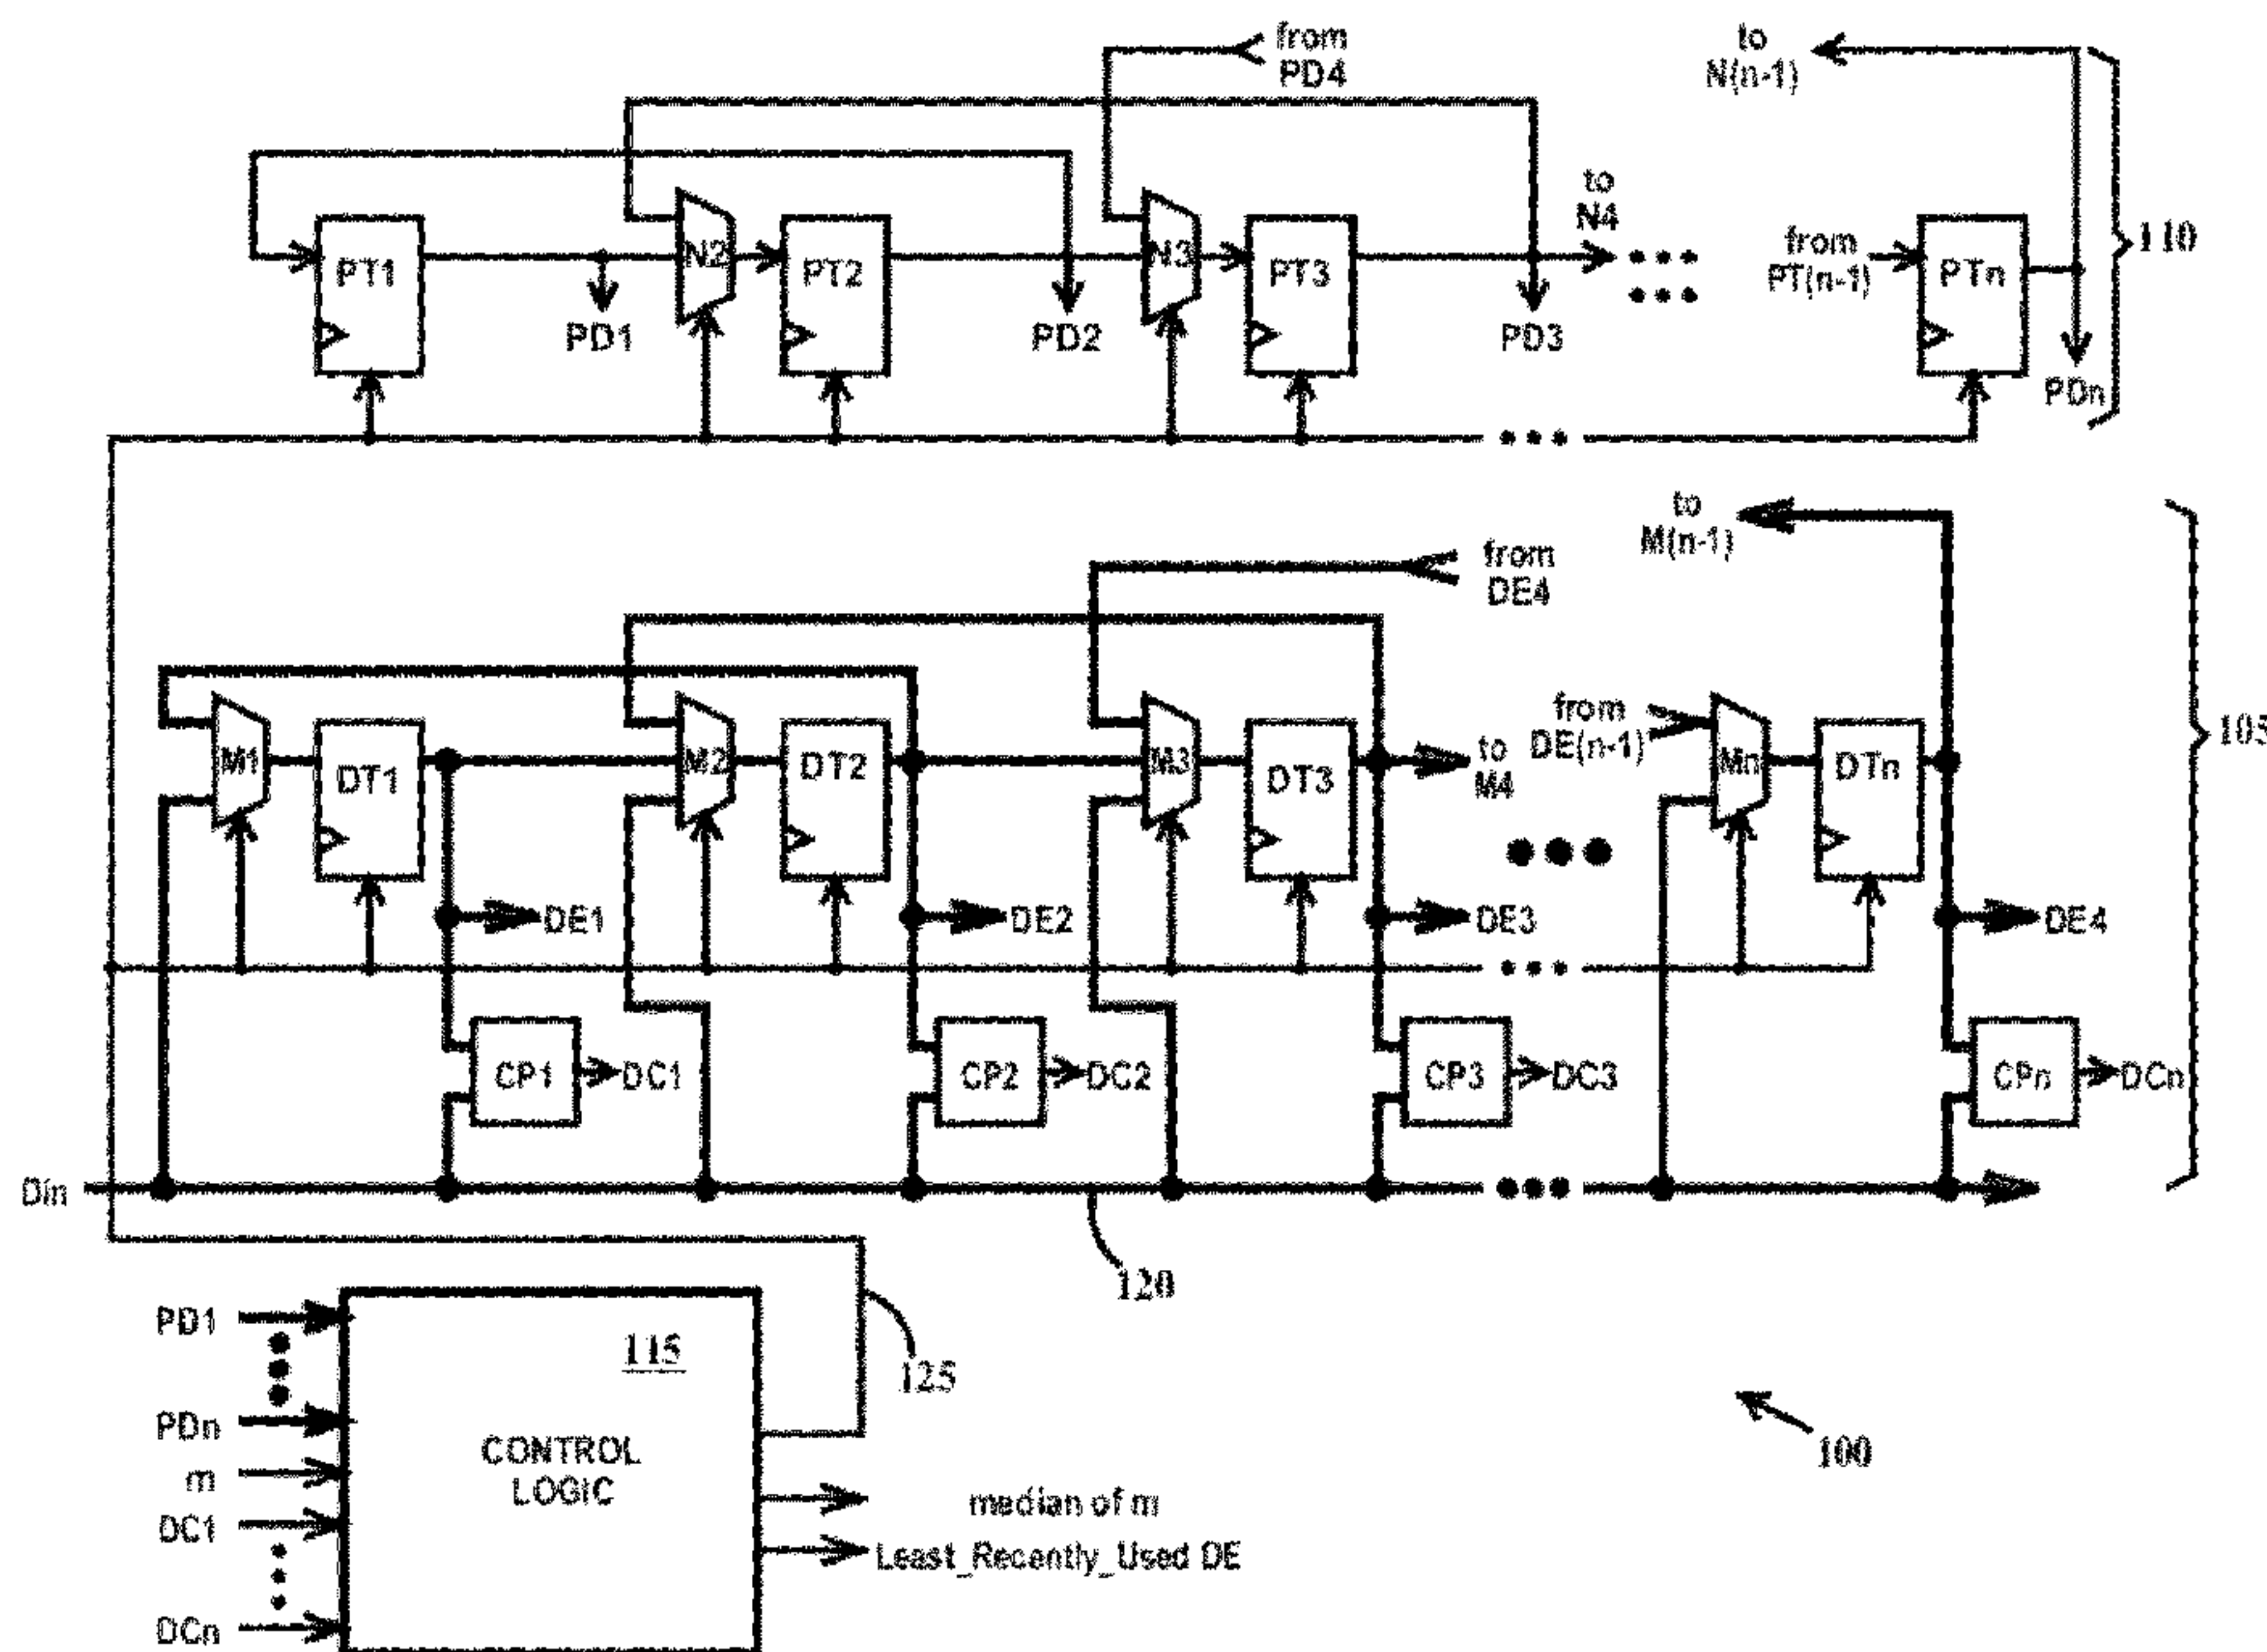 from
PD4
to
N(n-1)
to
N4
from
PT(n-1)
PT1
N2
PT2
N3
PT3
PTn
110
PD1
PD2
PD3
PDn
to
M(n-1)
from
DE4
from
DE(n-1)
105
M1
DT1
M2
DT2
M3
DT3
to
M4
Mn
DTn
DE1
DE2
DE3
DE4
CP1
DC1
CP2
DC2
CP3
DC3
CPn
DCn
Din
120
125
PD1
PDn
m
DC1
DCn
115
CONTROL
LOGIC
median of m
Least_Recently_Used DE
100